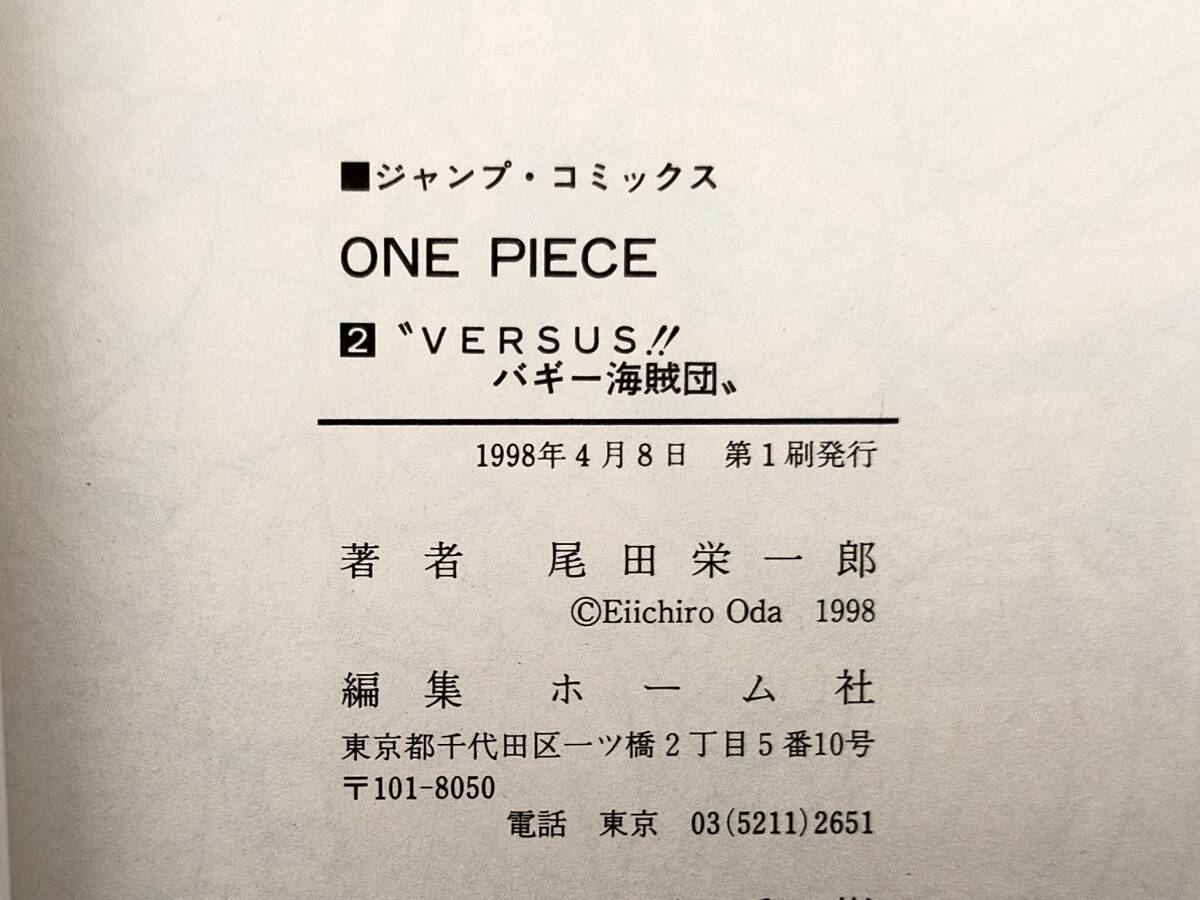 ■ジャンプ・コミックス
ONE PIECE
2 〝VERSUS!!
バギー海賊団〟
1998年4月8日　第1刷発行
著者　尾田栄一郎
©Eiichiro Oda　1998
編集　ホーム社
東京都千代田区一ツ橋2丁目5番10号
〒101-8050
電話　東京　03(5211)2651